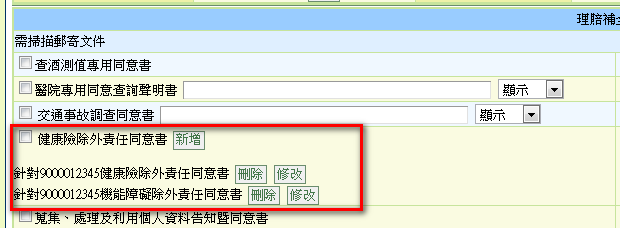 理賠補全
需掃描郵寄文件
查酒測值專用同意書
醫院專用同意查詢聲明書 顯示
交通事故調查同意書 顯示
健康險除外責任同意書 新增
針對9000012345健康險除外責任同意書 刪除 修改
針對9000012345機能障礙除外責任同意書 刪除 修改
蒐集、處理及利用個人資料告知暨同意書